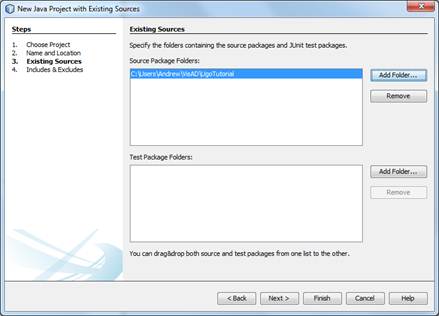 New Java Project with Existing Sources
Steps
1. Choose Project
2. Name and Location
3. Existing Sources
4. Includes & Excludes
Existing Sources
Specify the folders containing the source packages and JUnit test packages.
Source Package Folders:
C:\Users\Andrew\VisAD\UgoTutorial
Add Folder...
Remove
Test Package Folders:
Add Folder...
Remove
You can drag&drop both source and test packages from one list to the other.
< Back
Next >
Finish
Cancel
Help